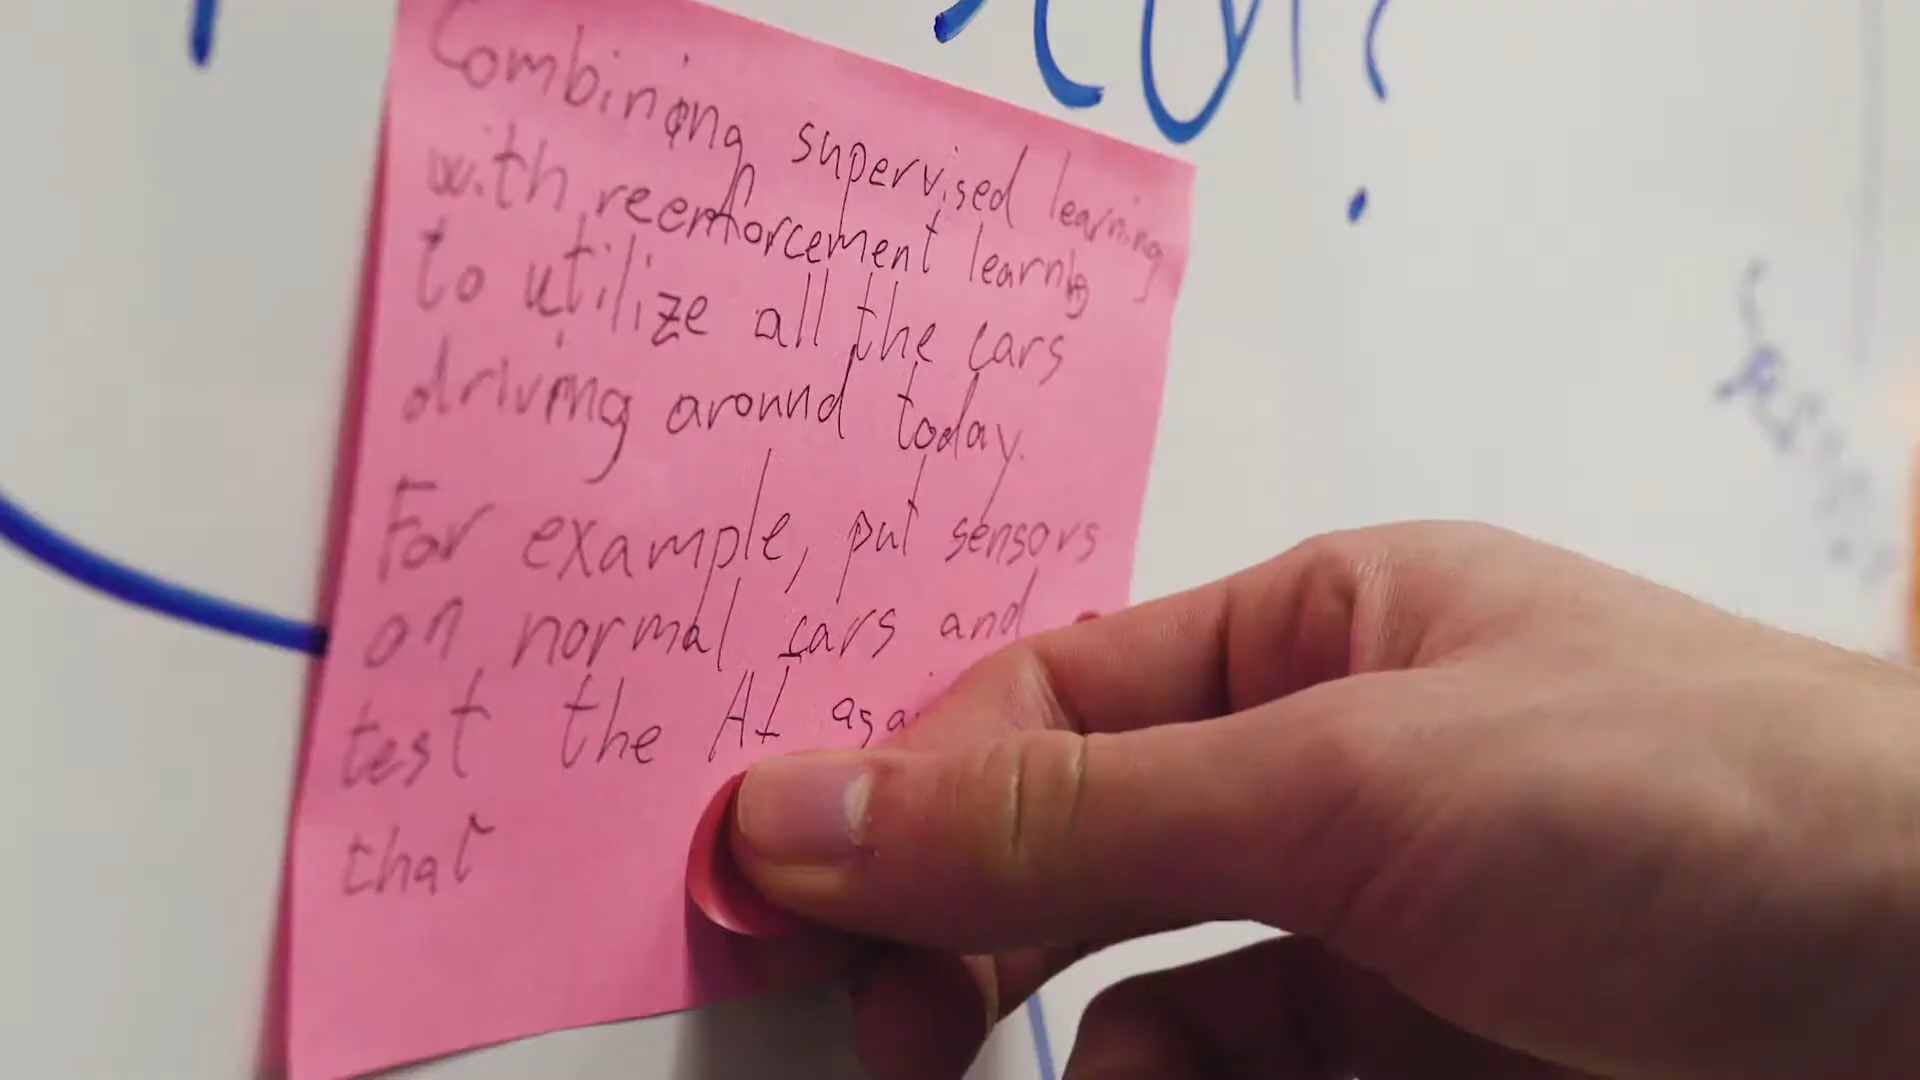 Combining supervised learning
with reenforcement learning
to utilize all the cars
driving around today.
For example, put sensors
on normal cars and
test the AI
that